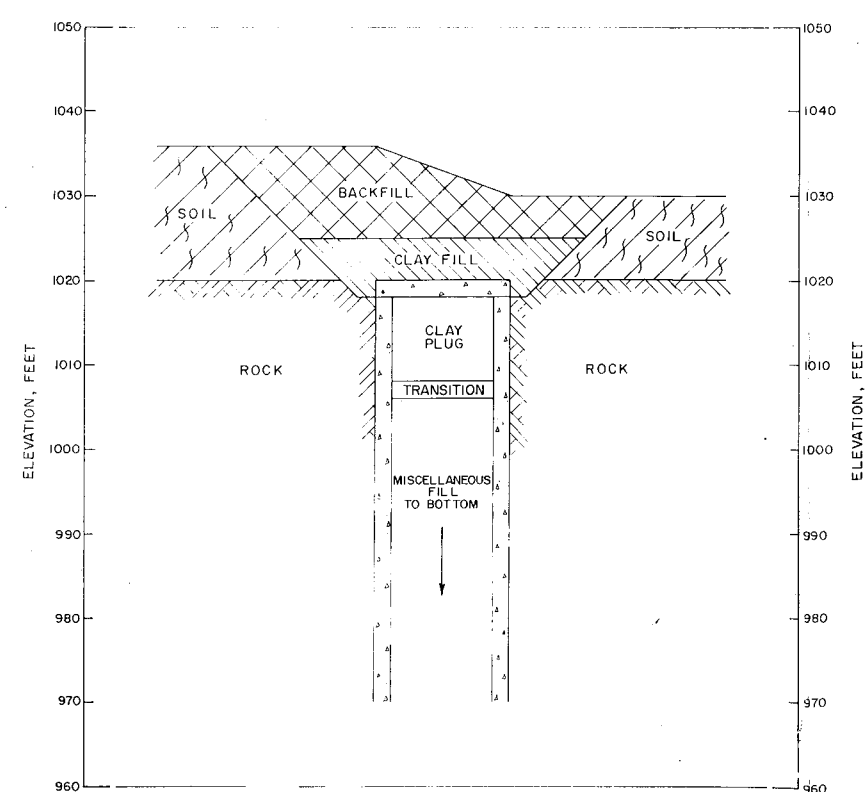 1050
1040
1030
1020
1010
1000
990
980
970
960
ELEVATION, FEET
BACKFILL
SOIL
SOIL
CLAY FILL
CLAY
PLUG
ROCK
ROCK
TRANSITION
MISCELLANEOUS
FILL
TO BOTTOM
1050
1040
1030
1020
1010
1000
990
980
970
960
ELEVATION, FEET